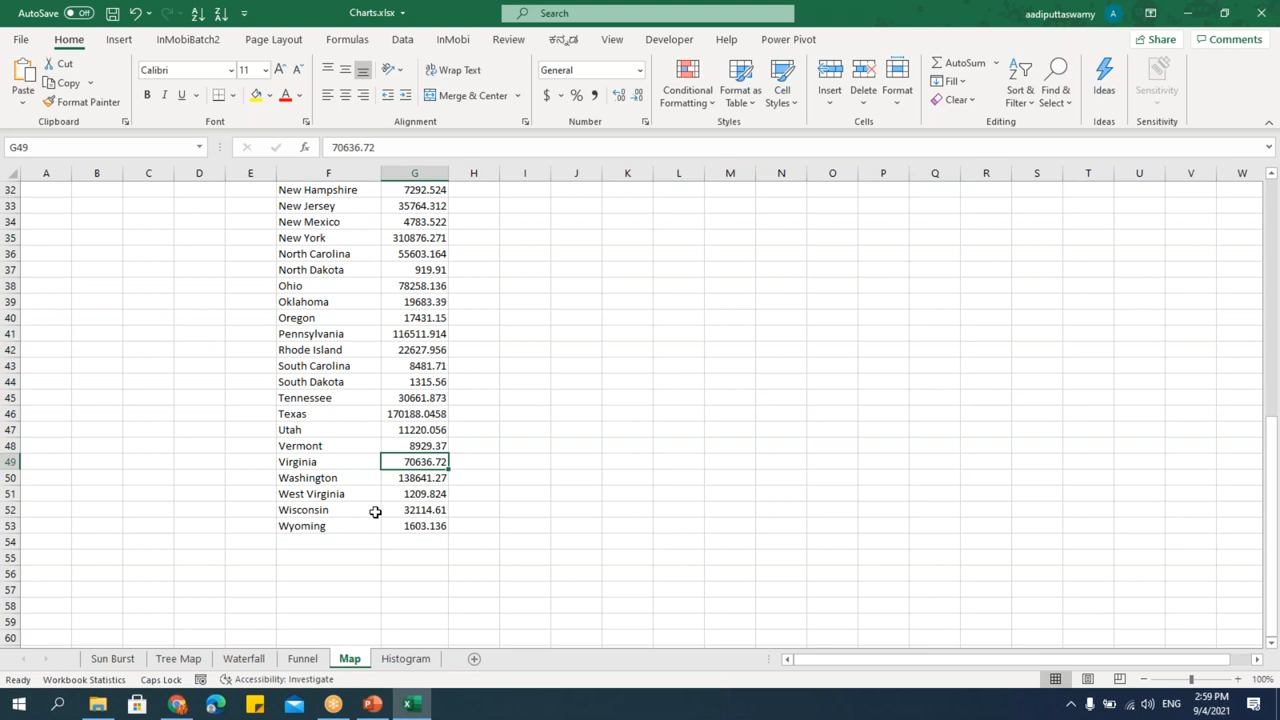 AutoSave Off Charts.xlsx Search aadiputtaswamy A
File Home Insert InMobiBatch2 Page Layout Formulas Data InMobi Review ಕನ್ನಡ View Developer Help Power Pivot Share Comments
Paste Cut Copy Format Painter Clipboard
Calibri 11 A A B I U A Font
Wrap Text Merge & Center Alignment
General $ % Number
Conditional Formatting Format as Table Cell Styles Styles
Insert Delete Format Cells
AutoSum Fill Clear Sort & Filter Find & Select Editing
Ideas Ideas
Sensitivity Sensitivity
G49 fx 70636.72
A B C D E F G H I J K L M N O P Q R S T U V W
32 New Hampshire 7292.524
33 New Jersey 35764.312
34 New Mexico 4783.522
35 New York 310876.271
36 North Carolina 55603.164
37 North Dakota 919.91
38 Ohio 78258.136
39 Oklahoma 19683.39
40 Oregon 17431.15
41 Pennsylvania 116511.914
42 Rhode Island 22627.956
43 South Carolina 8481.71
44 South Dakota 1315.56
45 Tennessee 30661.873
46 Texas 170188.0458
47 Utah 11220.056
48 Vermont 8929.37
49 Virginia 70636.72
50 Washington 138641.27
51 West Virginia 1209.824
52 Wisconsin 32114.61
53 Wyoming 1603.136
54
55
56
57
58
59
60
Sun Burst Tree Map Waterfall Funnel Map Histogram
Ready Workbook Statistics Caps Lock Accessibility: Investigate 100%
ENG 2:59 PM
9/4/2021